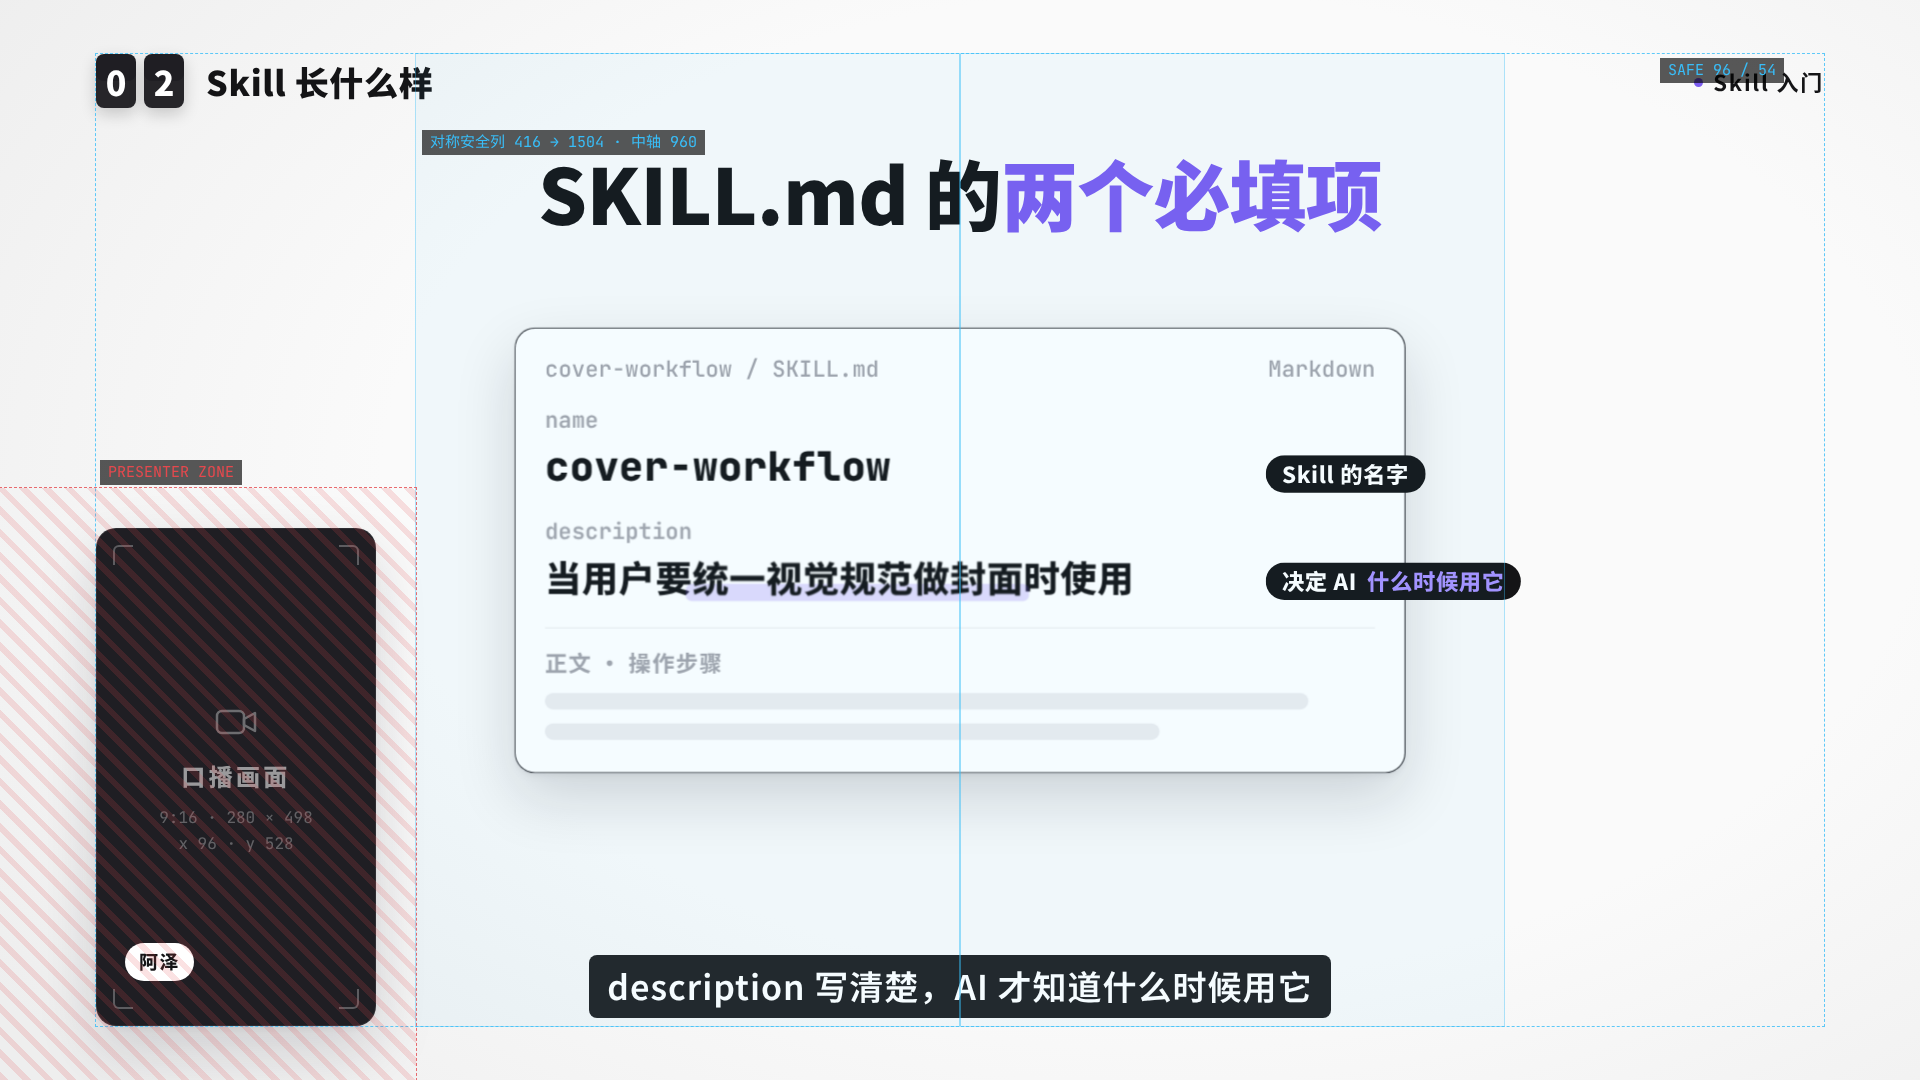 02 Skill 长什么样
SAFE 96 / 54
Skill 入门
对称安全列 416 → 1504 · 中轴 960
SKILL.md 的两个必填项
cover-workflow / SKILL.md
Markdown
name
cover-workflow
Skill 的名字
description
当用户要统一视觉规范做封面时使用
决定 AI 什么时候用它
正文 · 操作步骤
PRESENTER ZONE
口播画面
9:16 · 280 × 498
x 96 · y 528
阿泽
description 写清楚，AI 才知道什么时候用它